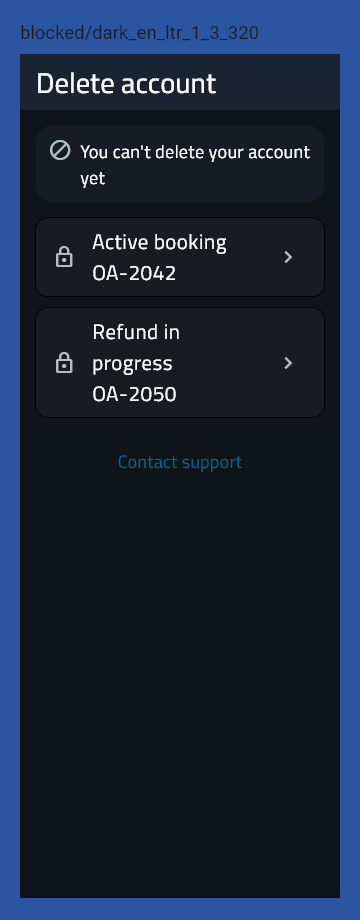 blocked/dark_en_ltr_1_3_320
Delete account
You can't delete your account
yet
Active booking
OA-2042
Refund in
progress
OA-2050
Contact support